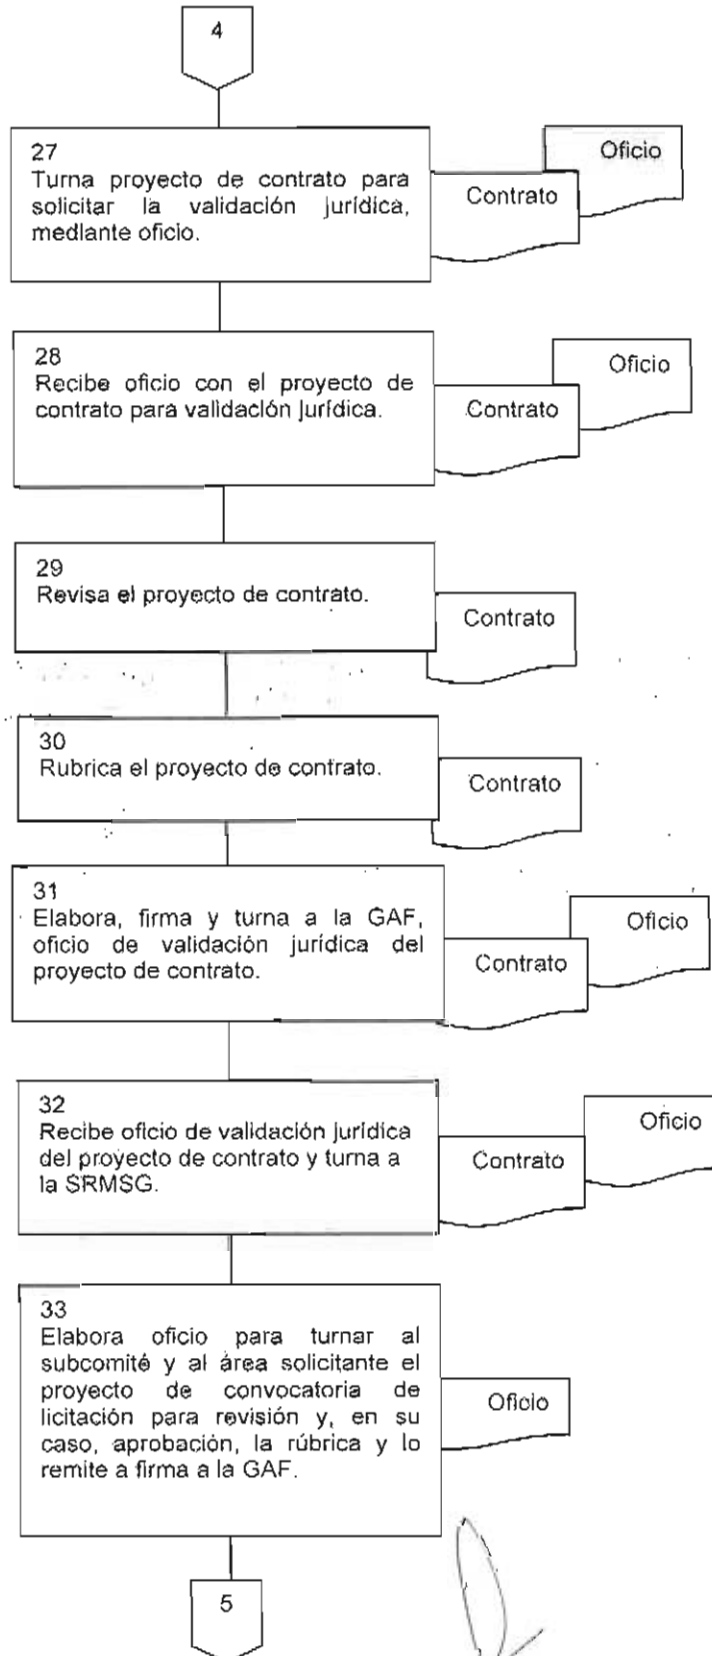 4
27
Turna proyecto de contrato para
solicitar la validación jurídica,
mediante oficio.
Contrato
Oficio
28
Recibe oficio con el proyecto de
contrato para validación jurídica.
Contrato
Oficio
29
Revisa el proyecto de contrato.
Contrato
30
Rubrica el proyecto de contrato.
Contrato
31
Elabora, firma y turna a la GAF,
oficio de validación jurídica del
proyecto de contrato.
Contrato
Oficio
32
Recibe oficio de validación jurídica
del proyecto de contrato y turna a
la SRMSG.
Contrato
Oficio
33
Elabora oficio para turnar al
subcomité y al área solicitante el
proyecto de convocatoria de
licitación para revisión y, en su
caso, aprobación, la rúbrica y lo
remite a firma a la GAF.
Oficio
5